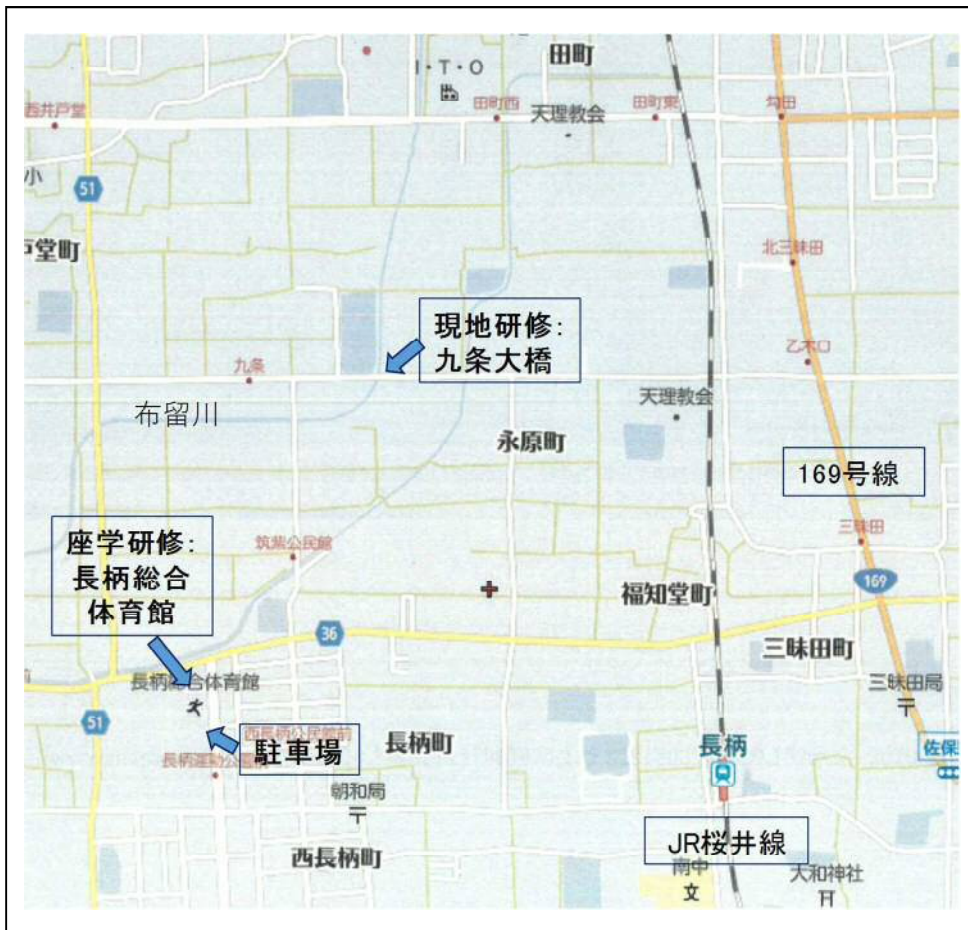 田町
I・T・O
西井戸堂
田町西
天理教会
田町東
勾田
小
51
戸堂町
北三昧田
現地研修:
九条大橋
乙木口
九条
天理教会
布留川
永原町
169号線
座学研修:
長柄総合
体育館
筑紫公民館
三昧田
169
福知堂町
36
三昧田町
長柄総合体育館
三昧田局
51
西長柄公民館前
駐車場
長柄町
長柄
佐保
朝和局
JR桜井線
西長柄町
南中
大和神社
文